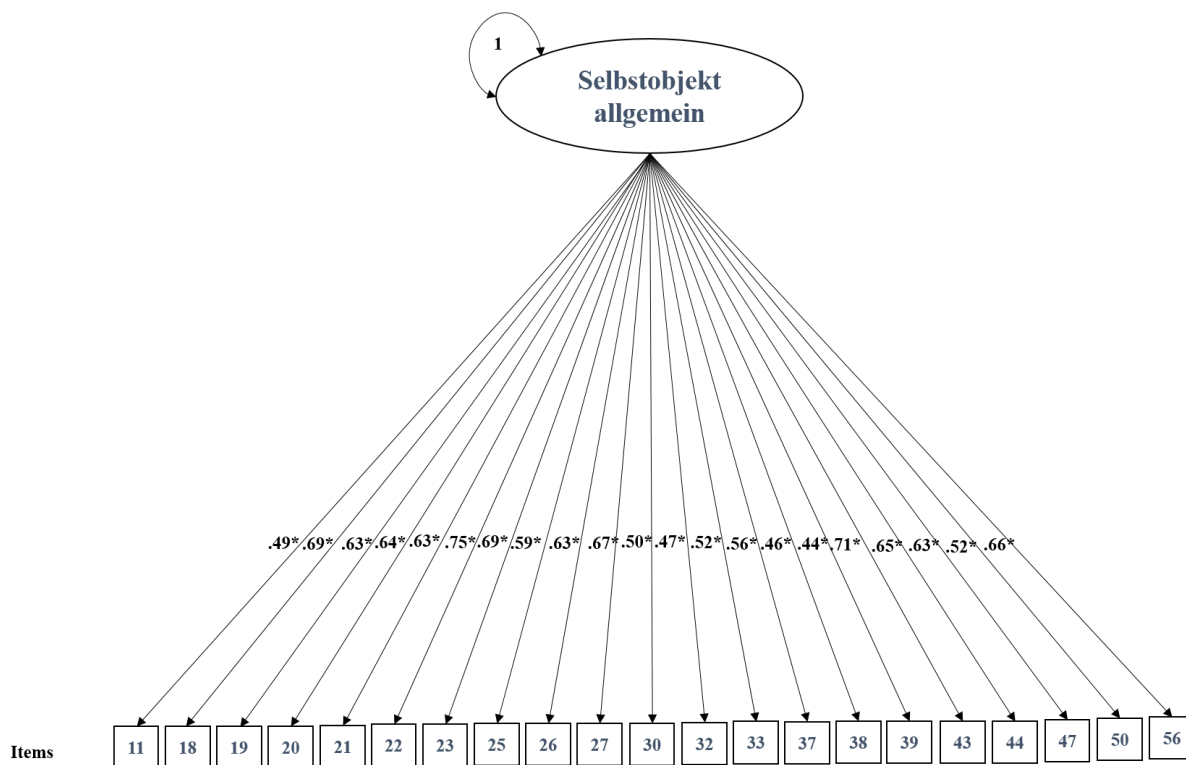 1
Selbstobjekt
allgemein
.49* .69* .63* .64* .63* .75* .69* .59* .63* .67* .50* .47* .52* .56* .46* .44* .71* .65* .63* .52* .66*
Items 11 18 19 20 21 22 23 25 26 27 30 32 33 37 38 39 43 44 47 50 56